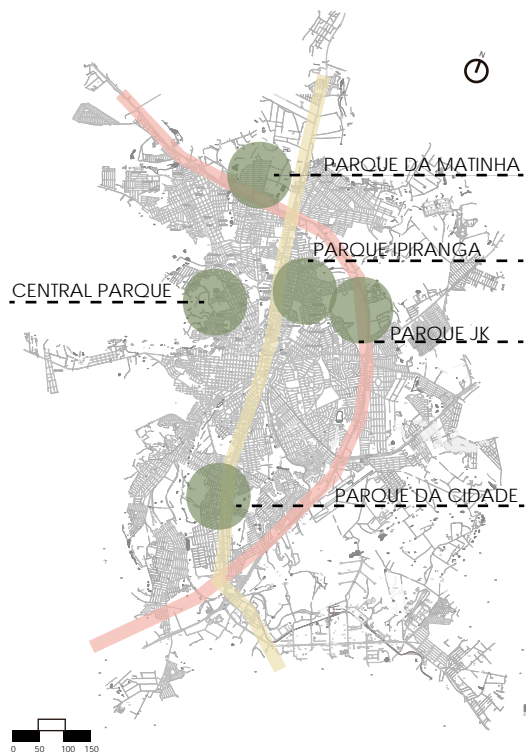 N
PARQUE DA MATINHA
PARQUE IPIRANGA
CENTRAL PARQUE
PARQUE JK
PARQUE DA CIDADE
0 50 100 150